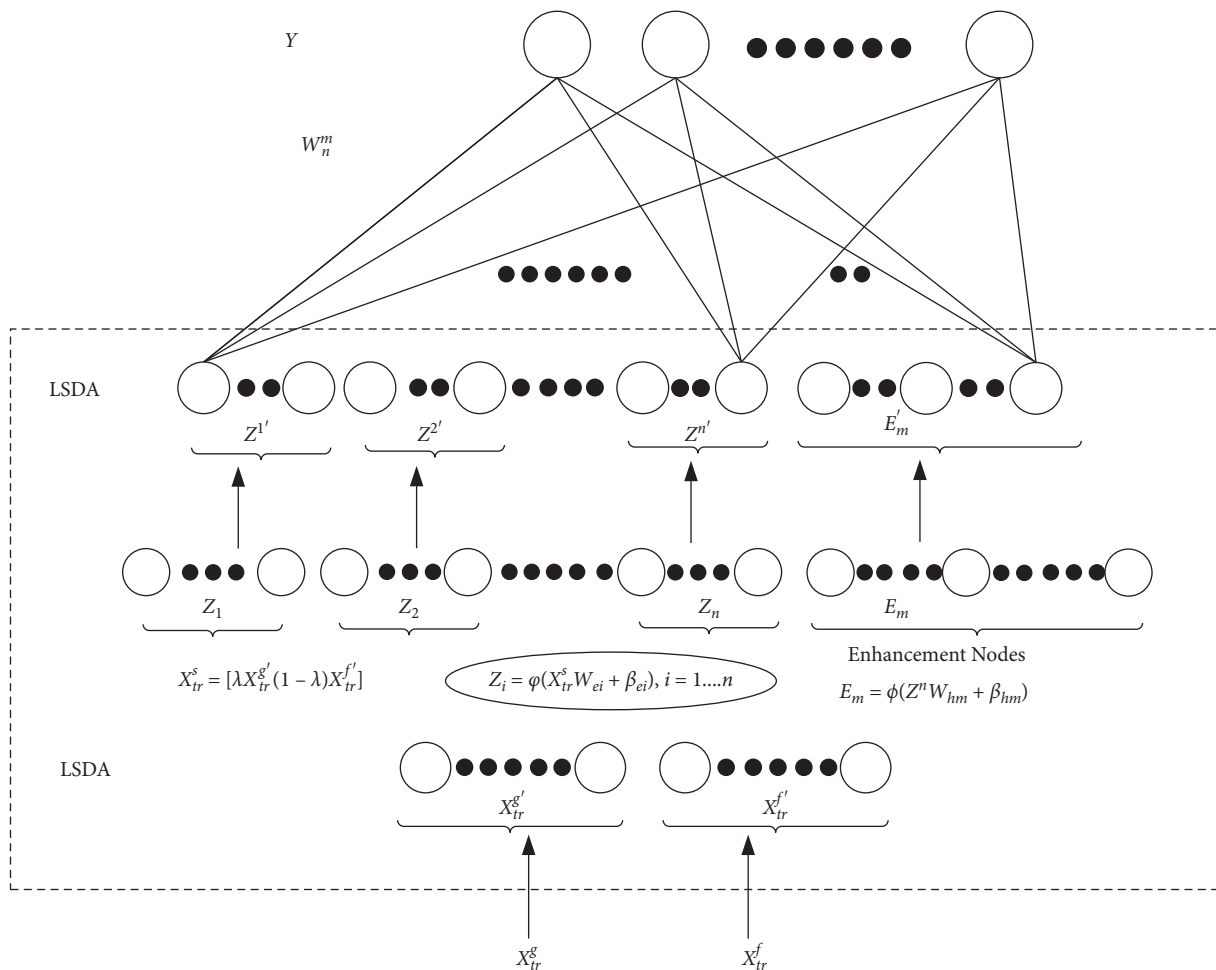 Y
W_n^m
LSDA
Z^{1'} Z^{2'} Z^{n'} E'_m
Z_1 Z_2 Z_n E_m
Enhancement Nodes
X_{tr}^s = [λX_{tr}^{g'}(1 – λ)X_{tr}^{f'}]
Z_i = φ(X_{tr}^s W_{ei} + β_{ei}), i = 1....n
E_m = ϕ(Z^n W_{hm} + β_{hm})
LSDA
X_{tr}^{g'} X_{tr}^{f'}
X_{tr}^g X_{tr}^f